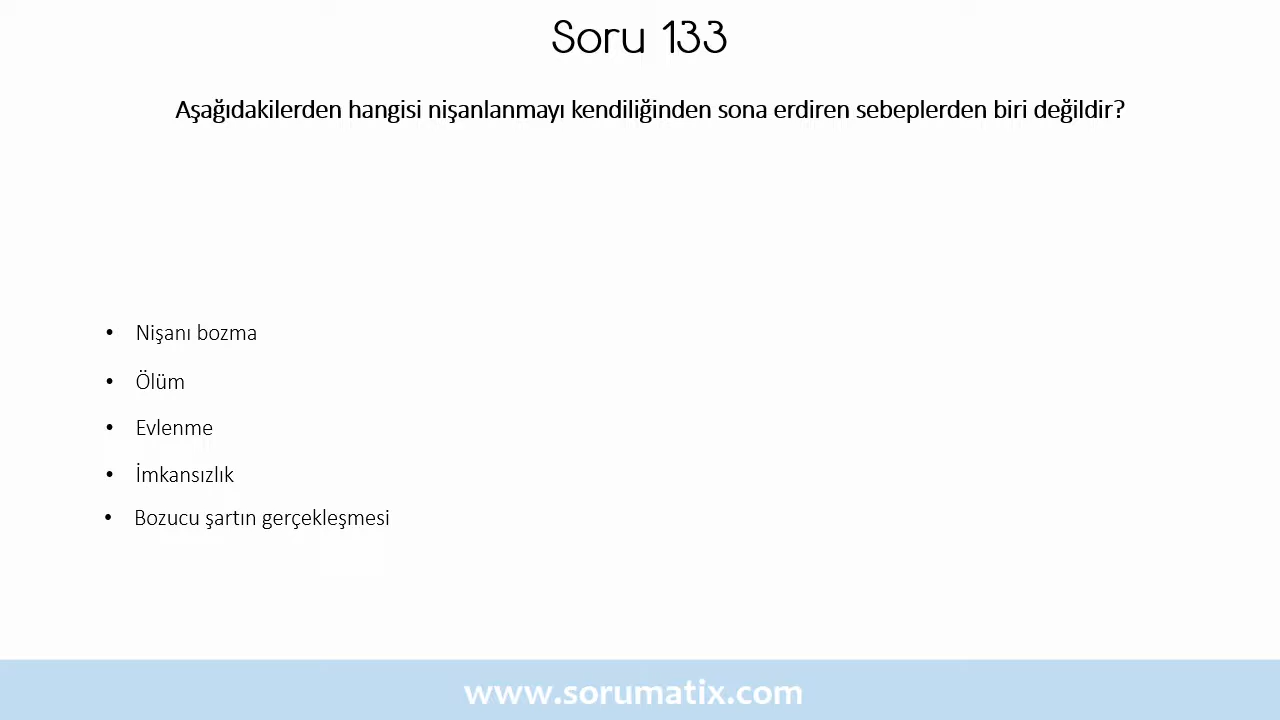 Soru 133
Aşağıdakilerden hangisi nişanlanmayı kendiliğinden sona erdiren sebeplerden biri değildir?
• Nişanı bozma
• Ölüm
• Evlenme
• İmkansızlık
• Bozucu şartın gerçekleşmesi
www.sorumatix.com